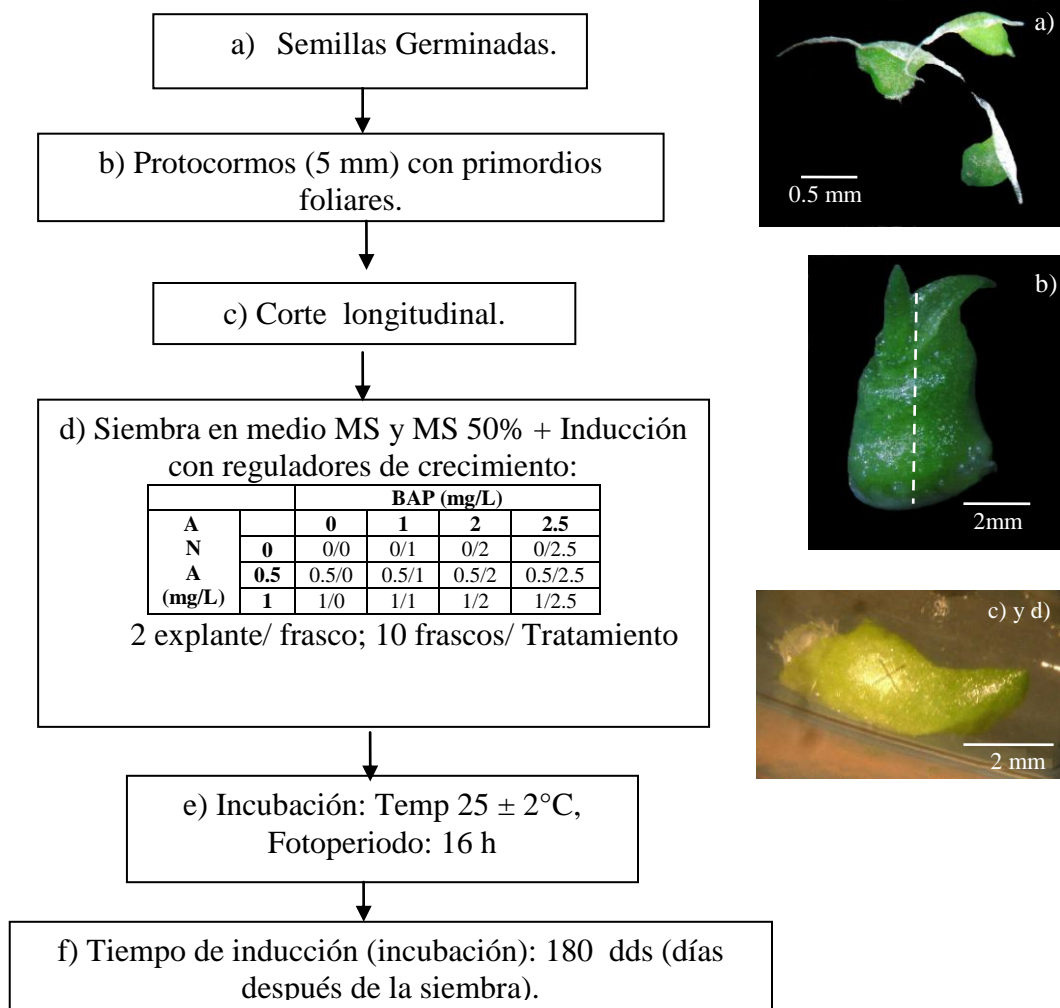 a) Semillas Germinadas.
b) Protocormos (5 mm) con primordios
foliares.
c) Corte longitudinal.
d) Siembra en medio MS y MS 50% + Inducción
con reguladores de crecimiento:
BAP (mg/L)
A 0 1 2 2.5
N 0 0/0 0/1 0/2 0/2.5
A 0.5 0.5/0 0.5/1 0.5/2 0.5/2.5
(mg/L) 1 1/0 1/1 1/2 1/2.5
2 explante/ frasco; 10 frascos/ Tratamiento
e) Incubación: Temp 25 ± 2°C,
Fotoperiodo: 16 h
f) Tiempo de inducción (incubación): 180 dds (días
después de la siembra).
a)
0.5 mm
b)
2mm
c) y d)
2 mm